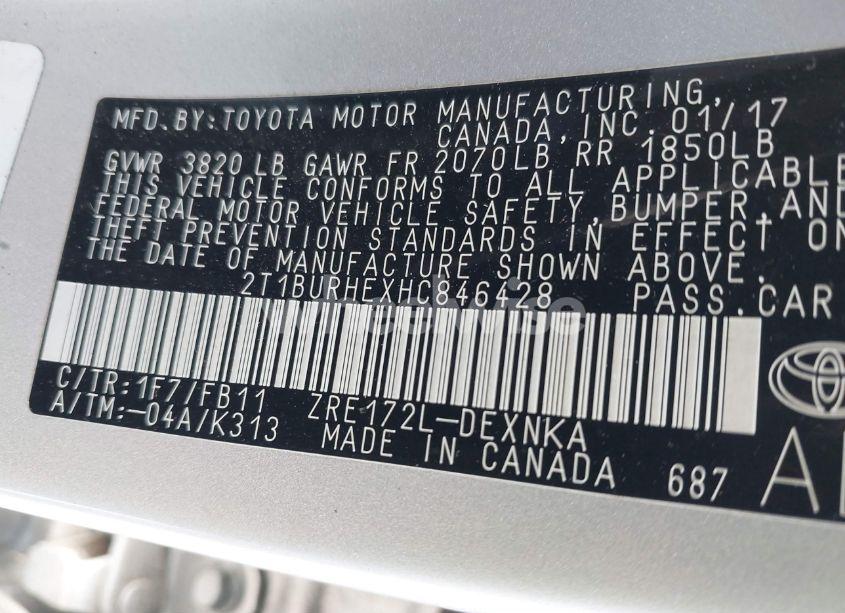 MFD.BY:TOYOTA MOTOR MANUFACTURING,
CANADA, INC. 01/17
GVWR 3820 LB GAWR FR 2070LB RR 1850LB
THIS VEHICLE CONFORMS TO ALL APPLICABLE
FEDERAL MOTOR VEHICLE SAFETY, BUMPER, AND
THEFT PREVENTION STANDARDS IN EFFECT ON
THE DATE OF MANUFACTURE SHOWN ABOVE.
2T1BURHEXHC846428 PASS.CAR
wheelwise
C/TR:1F7/FB11 ZRE172L-DEXNKA
A/TM:-04A/K313 MADE IN CANADA 687